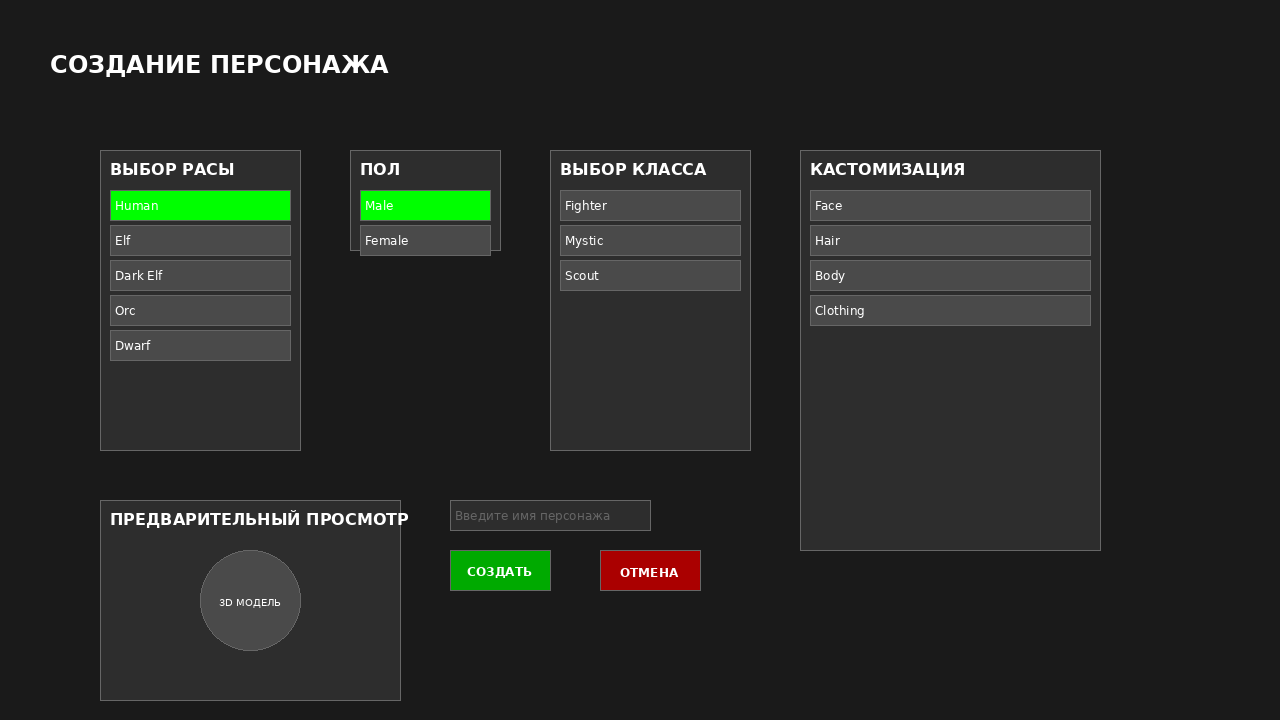 СОЗДАНИЕ ПЕРСОНАЖА
ВЫБОР РАСЫ
Human
Elf
Dark Elf
Orc
Dwarf
ПОЛ
Male
Female
ВЫБОР КЛАССА
Fighter
Mystic
Scout
КАСТОМИЗАЦИЯ
Face
Hair
Body
Clothing
ПРЕДВАРИТЕЛЬНЫЙ ПРОСМОТР
3D МОДЕЛЬ
Введите имя персонажа
СОЗДАТЬ
ОТМЕНА